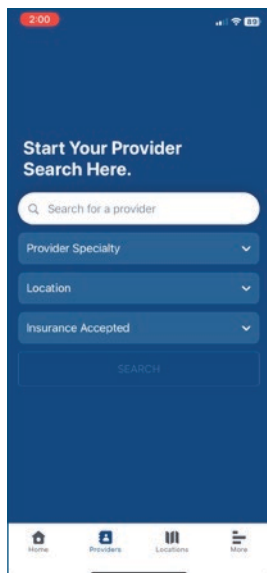 2:00
89
Start Your Provider
Search Here.
Search for a provider
Provider Specialty
Location
Insurance Accepted
SEARCH
Home Providers Locations More